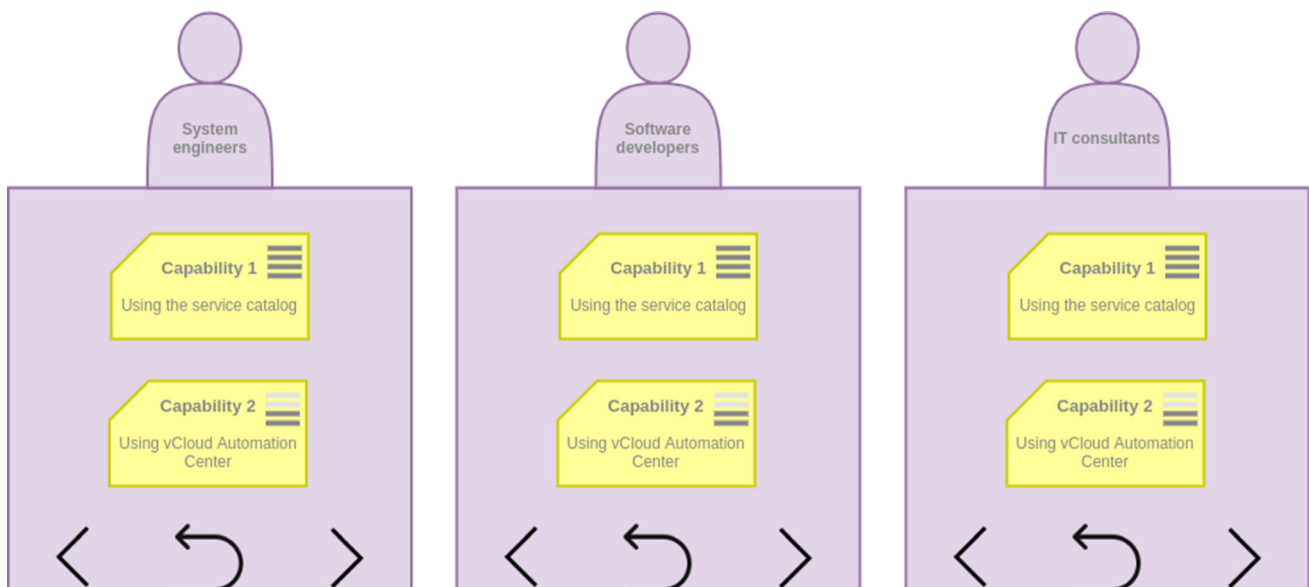 System
engineers
Software
developers
IT consultants
Capability 1
Using the service catalog
Capability 1
Using the service catalog
Capability 1
Using the service catalog
Capability 2
Using vCloud Automation
Center
Capability 2
Using vCloud Automation
Center
Capability 2
Using vCloud Automation
Center